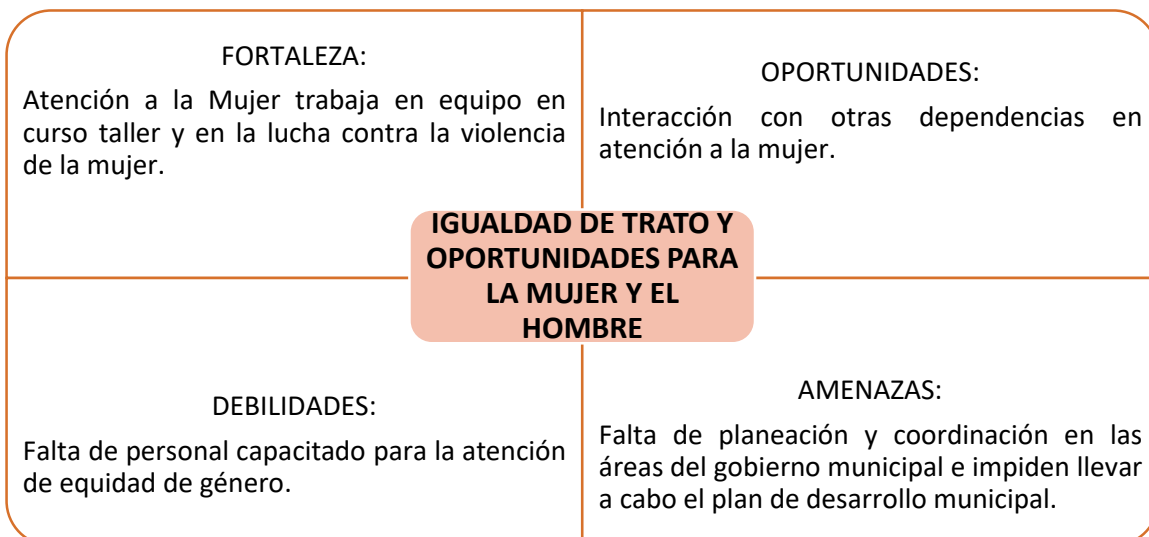 FORTALEZA:
Atención a la Mujer trabaja en equipo en
curso taller y en la lucha contra la violencia
de la mujer.
OPORTUNIDADES:
Interacción con otras dependencias en
atención a la mujer.
IGUALDAD DE TRATO Y
OPORTUNIDADES PARA
LA MUJER Y EL
HOMBRE
DEBILIDADES:
Falta de personal capacitado para la atención
de equidad de género.
AMENAZAS:
Falta de planeación y coordinación en las
áreas del gobierno municipal e impiden llevar
a cabo el plan de desarrollo municipal.